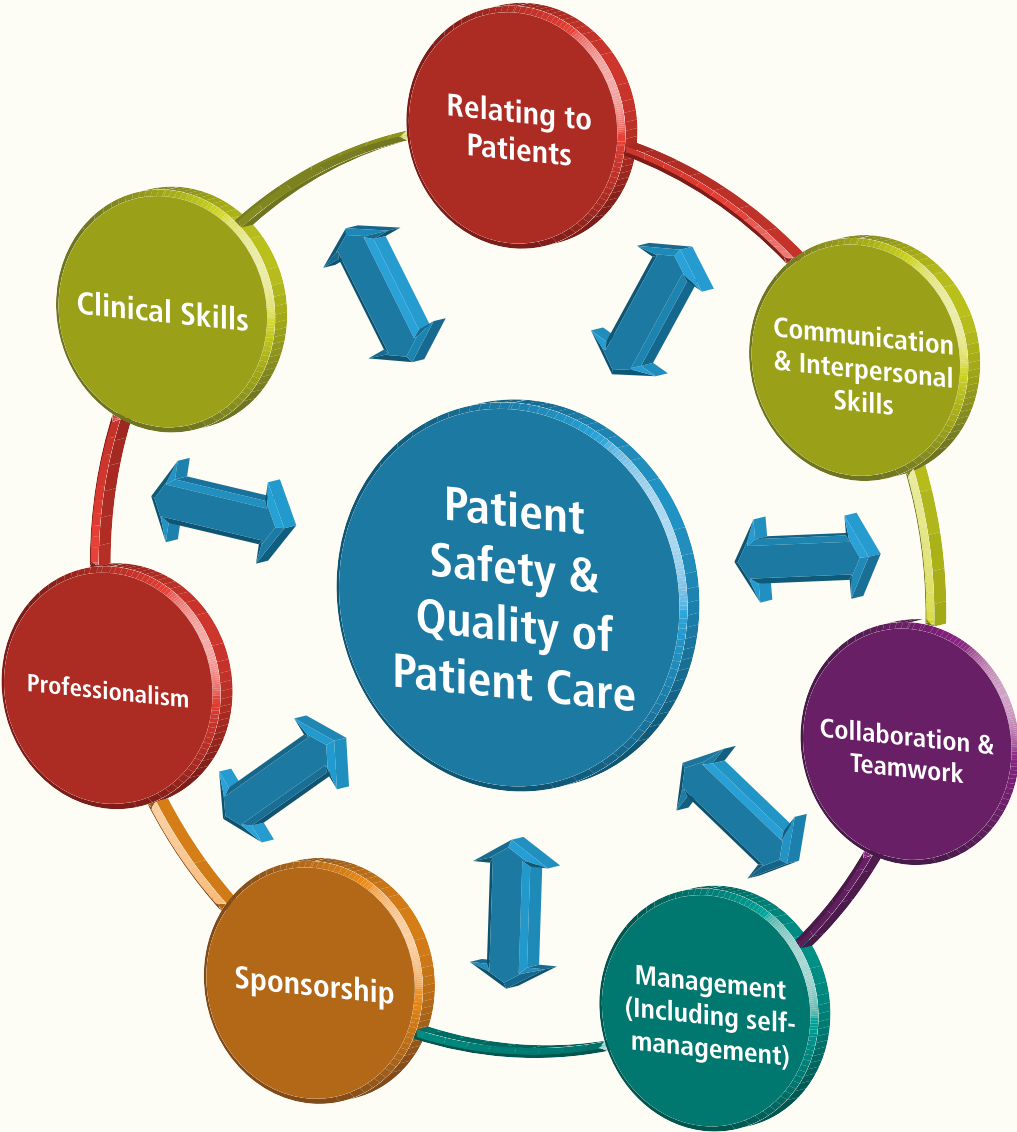 Relating to
Patients
Communication
& Interpersonal
Skills
Collaboration &
Teamwork
Management
(Including self-
management)
Sponsorship
Professionalism
Clinical Skills
Patient
Safety &
Quality of
Patient Care